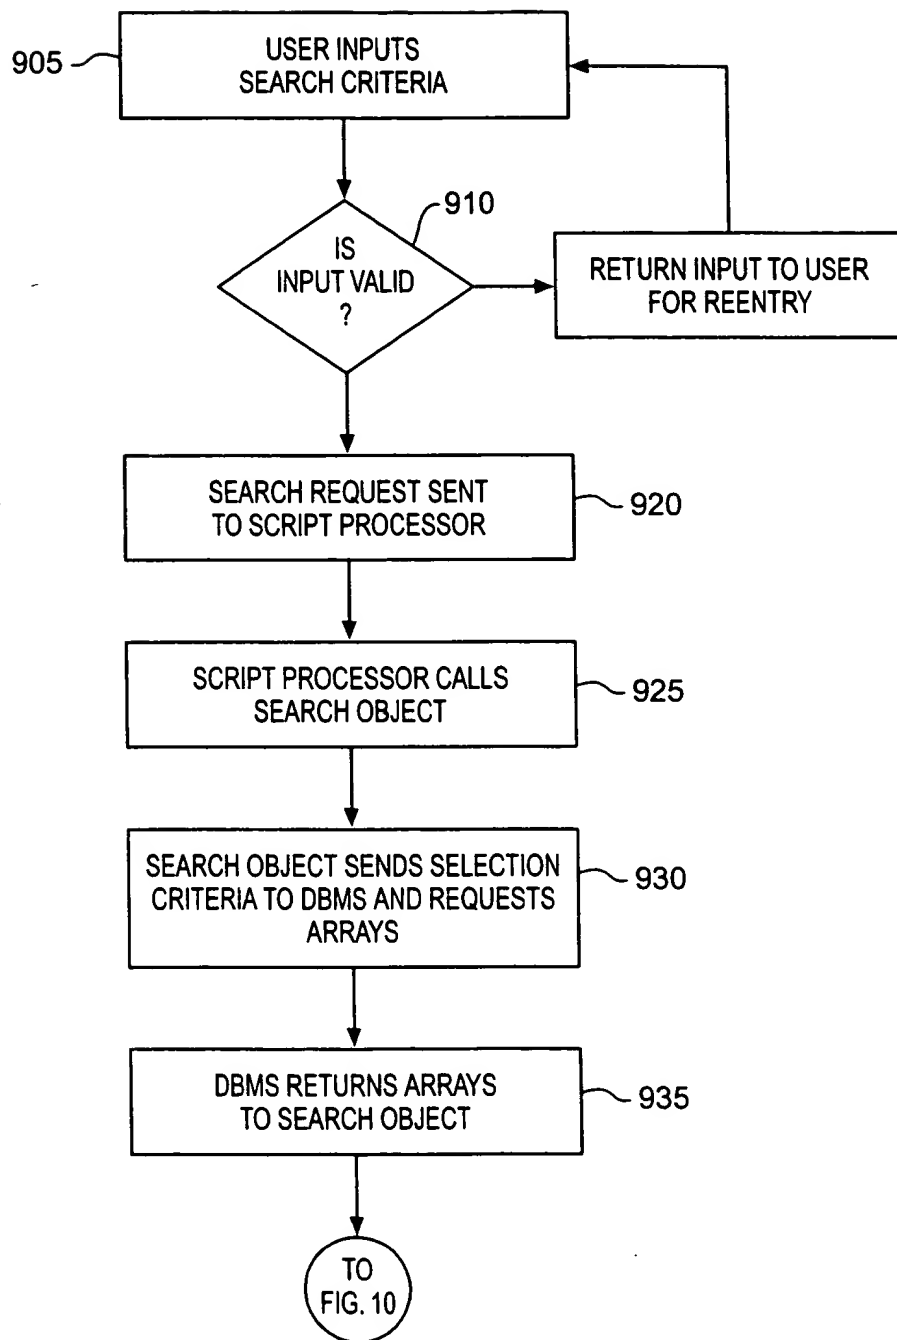 905
USER INPUTS
SEARCH CRITERIA
910
IS
INPUT VALID
?
RETURN INPUT TO USER
FOR REENTRY
SEARCH REQUEST SENT
TO SCRIPT PROCESSOR
920
SCRIPT PROCESSOR CALLS
SEARCH OBJECT
925
SEARCH OBJECT SENDS SELECTION
CRITERIA TO DBMS AND REQUESTS
ARRAYS
930
DBMS RETURNS ARRAYS
TO SEARCH OBJECT
935
TO
FIG. 10